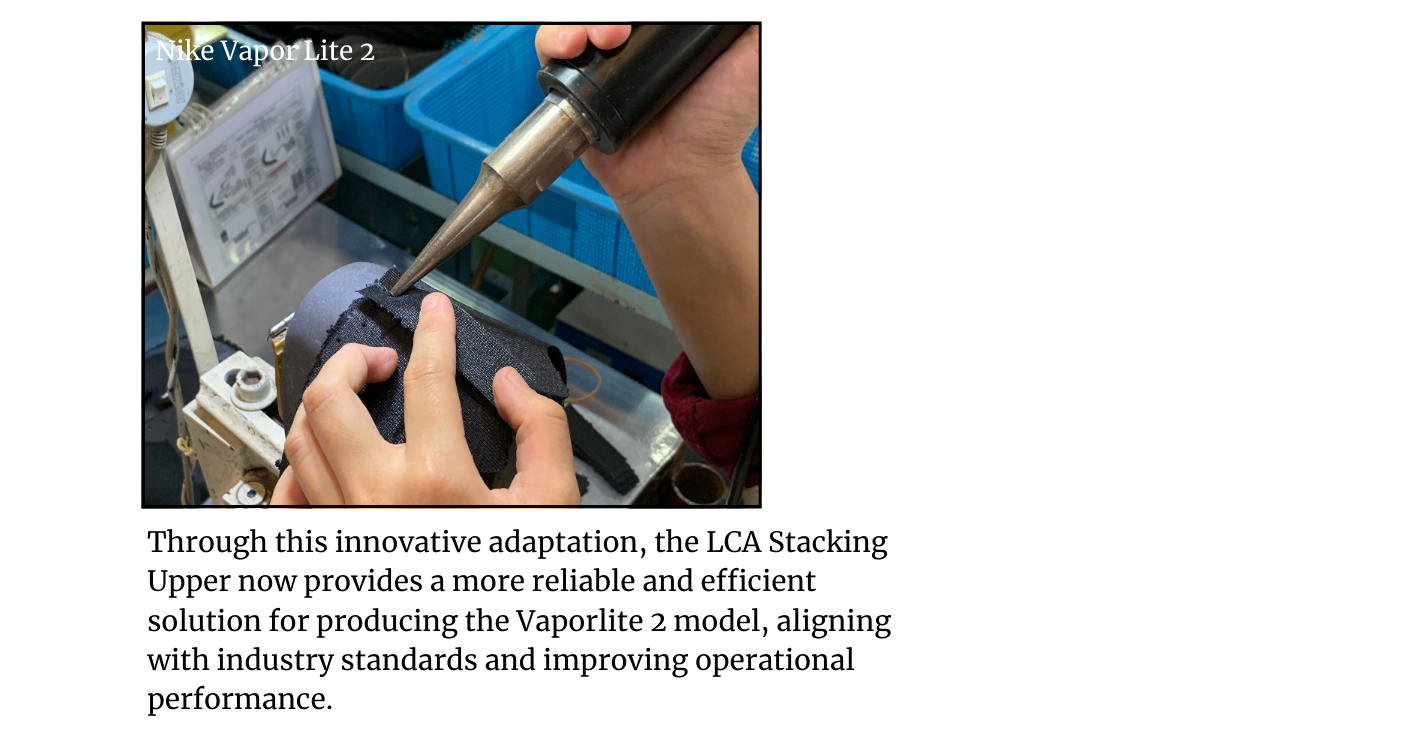 Nike Vapor Lite 2
Through this innovative adaptation, the LCA Stacking
Upper now provides a more reliable and efficient
solution for producing the Vaporlite 2 model, aligning
with industry standards and improving operational
performance.